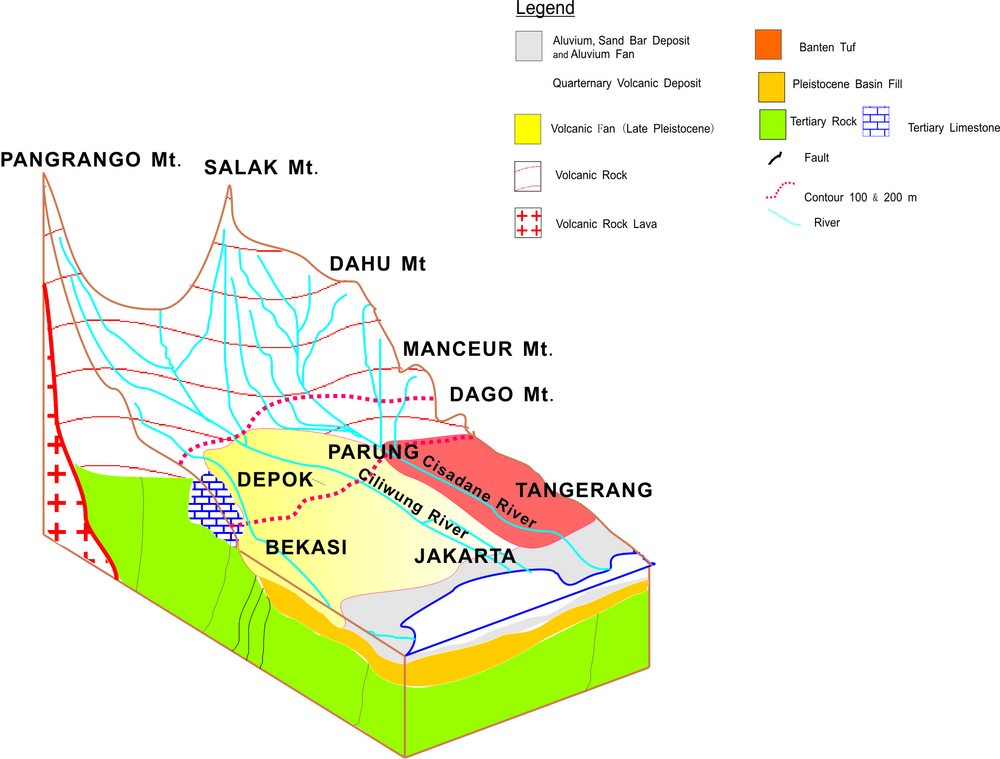 Legend
Aluvium, Sand Bar Deposit
and Aluvium Fan
Quarternary Volcanic Deposit
Volcanic Fan (Late Pleistocene)
Volcanic Rock
Volcanic Rock Lava
Banten Tuf
Pleistocene Basin Fill
Tertiary Rock
Tertiary Limestone
Fault
Contour 100 & 200 m
River
PANGRANGO Mt.
SALAK Mt.
DAHU Mt
MANCEUR Mt.
DAGO Mt.
PARUNG
Cisadane River
DEPOK
Ciliwung River
TANGERANG
BEKASI
JAKARTA